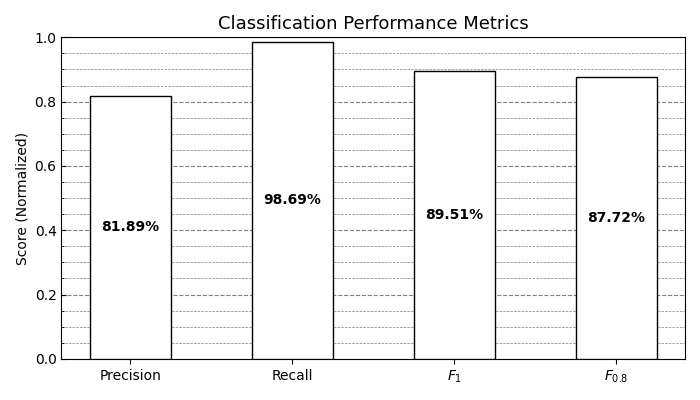 Classification Performance Metrics
Score (Normalized)
1.0
0.8
0.6
0.4
0.2
0.0
81.89%
98.69%
89.51%
87.72%
Precision
Recall
F1
F0.8